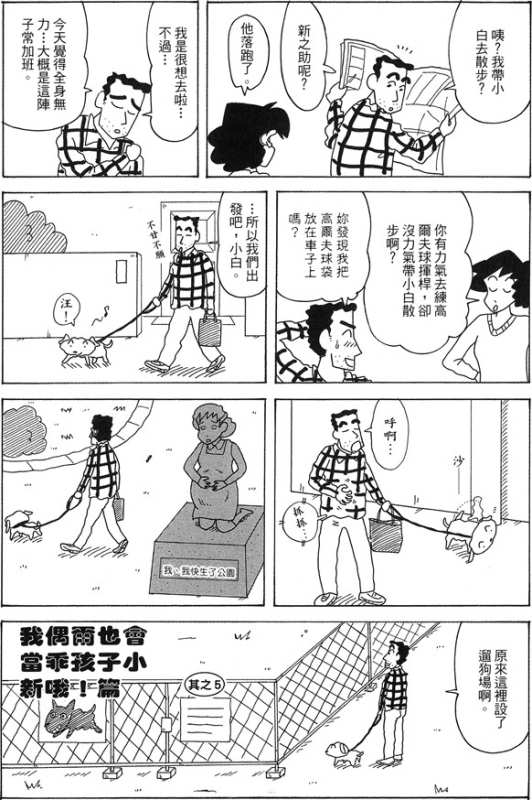 咦？我帶小
白去散步？
新之助呢？
他落跑了。
我是很想去啦…
不過…
今天覺得全身無
力…大概是這陣
子常加班。
你有力氣去練高
爾夫球揮桿，卻
沒力氣帶小白散
步啊？
妳發現我把
高爾夫球袋
放在車子上
嗎？
…所以我們出
發吧，小白。
不甘不願
汪！
呼啊…
沙
抓抓…
我、我快生了公園
原來這裡設了
遛狗場啊。
我偶爾也會
當乖孩子小
新哦！篇
其之5